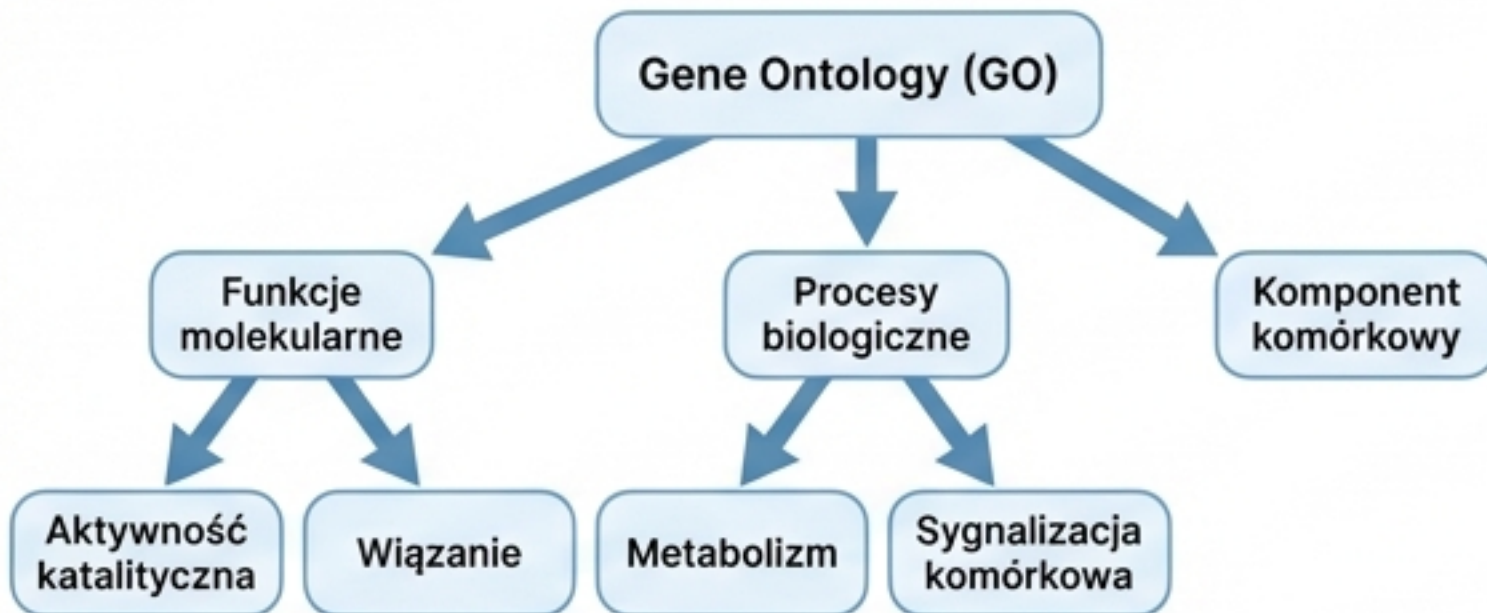 Gene Ontology (GO)
Funkcje
molekularne
Procesy
biologiczne
Komponent
komórkowy
Aktywność
katalityczna
Wiązanie
Metabolizm
Sygnalizacja
komórkowa